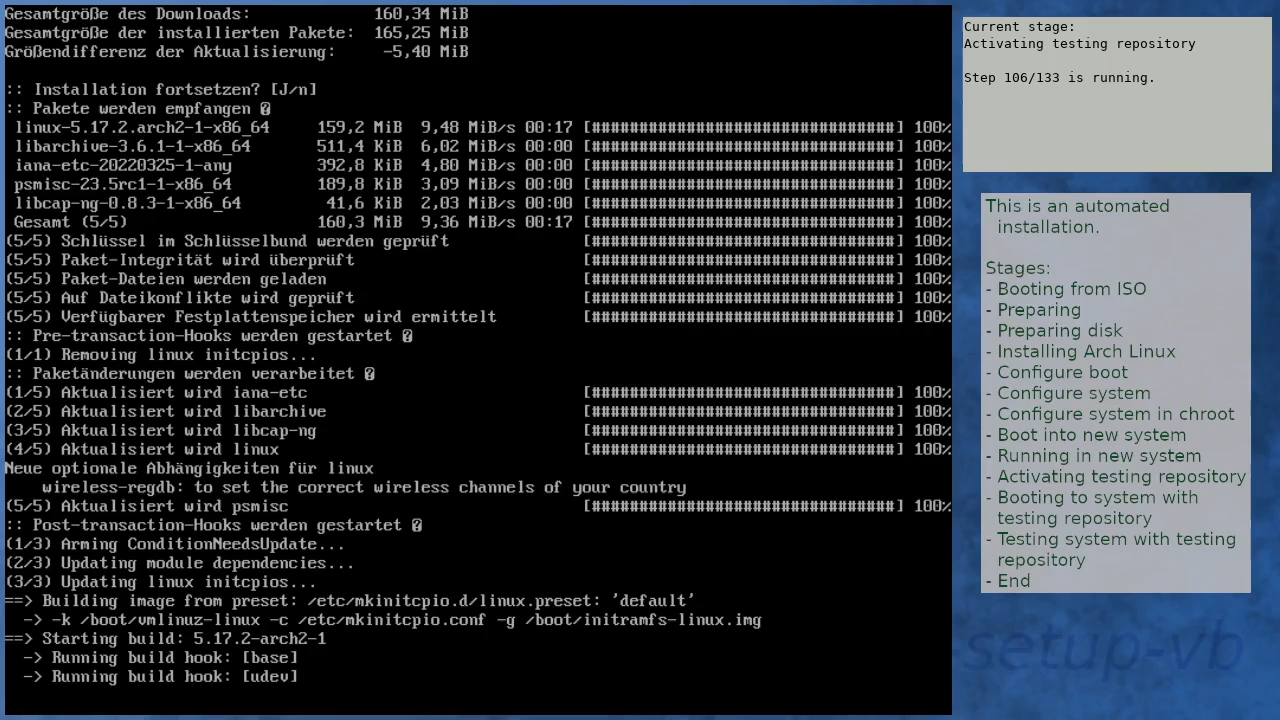 Gesamtgröße des Downloads:             160,34 MiB
Gesamtgröße der installierten Pakete:  165,25 MiB
Größendifferenz der Aktualisierung:     -5,40 MiB
:: Installation fortsetzen? [J/n]
:: Pakete werden empfangen �
 linux-5.17.2.arch2-1-x86_64     159,2 MiB  9,48 MiB/s 00:17 [################################] 100%
 libarchive-3.6.1-1-x86_64       511,4 KiB  6,02 MiB/s 00:00 [################################] 100%
 iana-etc-20220325-1-any         392,8 KiB  4,80 MiB/s 00:00 [################################] 100%
 psmisc-23.5rc1-1-x86_64         189,8 KiB  3,09 MiB/s 00:00 [################################] 100%
 libcap-ng-0.8.3-1-x86_64         41,6 KiB  2,03 MiB/s 00:00 [################################] 100%
 Gesamt (5/5)                    160,3 MiB  9,36 MiB/s 00:17 [################################] 100%
(5/5) Schlüssel im Schlüsselbund werden geprüft              [################################] 100%
(5/5) Paket-Integrität wird überprüft                        [################################] 100%
(5/5) Paket-Dateien werden geladen                           [################################] 100%
(5/5) Auf Dateikonflikte wird geprüft                        [################################] 100%
(5/5) Verfügbarer Festplattenspeicher wird ermittelt         [################################] 100%
:: Pre-transaction-Hooks werden gestartet �
(1/1) Removing linux initcpios...
:: Paketänderungen werden verarbeitet �
(1/5) Aktualisiert wird iana-etc                             [################################] 100%
(2/5) Aktualisiert wird libarchive                           [################################] 100%
(3/5) Aktualisiert wird libcap-ng                            [################################] 100%
(4/5) Aktualisiert wird linux                                [################################] 100%
Neue optionale Abhängigkeiten für linux
    wireless-regdb: to set the correct wireless channels of your country
(5/5) Aktualisiert wird psmisc                               [################################] 100%
:: Post-transaction-Hooks werden gestartet �
(1/3) Arming ConditionNeedsUpdate...
(2/3) Updating module dependencies...
(3/3) Updating linux initcpios...
==> Building image from preset: /etc/mkinitcpio.d/linux.preset: 'default'
  -> -k /boot/vmlinuz-linux -c /etc/mkinitcpio.conf -g /boot/initramfs-linux.img
==> Starting build: 5.17.2-arch2-1
  -> Running build hook: [base]
  -> Running build hook: [udev]
Current stage:
Activating testing repository
Step 106/133 is running.
This is an automated
installation.
Stages:
- Booting from ISO
- Preparing
- Preparing disk
- Installing Arch Linux
- Configure boot
- Configure system
- Configure system in chroot
- Boot into new system
- Running in new system
- Activating testing repository
- Booting to system with
testing repository
- Testing system with testing
repository
- End
-setup-vb